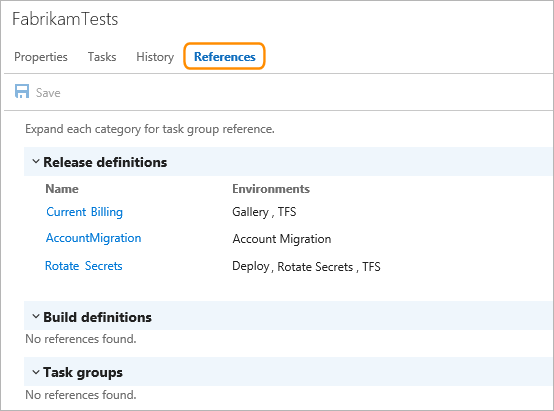 FabrikamTests
Properties Tasks History References
Save
Expand each category for task group reference.
Release definitions
Name Environments
Current Billing Gallery , TFS
AccountMigration Account Migration
Rotate Secrets Deploy , Rotate Secrets , TFS
Build definitions
No references found.
Task groups
No references found.